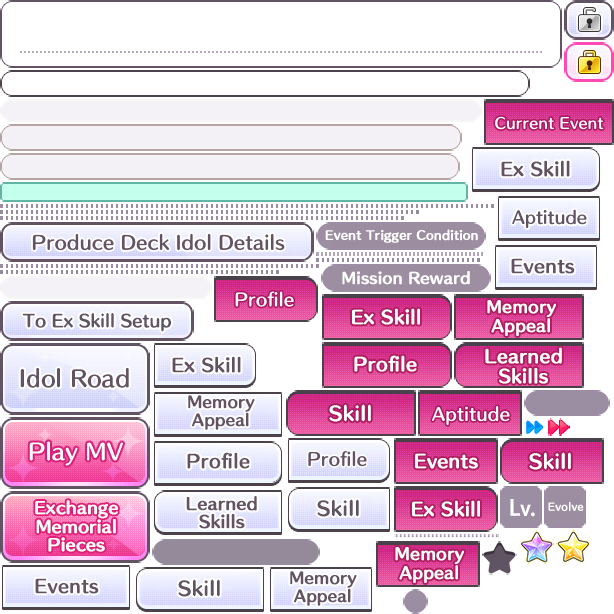 Current Event
Ex Skill
Aptitude
Produce Deck Idol Details
Event Trigger Condition
Events
Mission Reward
Profile
To Ex Skill Setup
Ex Skill
Memory
Appeal
Idol Road
Ex Skill
Profile
Learned
Skills
Memory
Appeal
Skill
Aptitude
Play MV
Profile
Profile
Events
Skill
Exchange
Memorial
Pieces
Learned
Skills
Skill
Ex Skill
Lv.
Evolve
Memory
Appeal
Events
Skill
Memory
Appeal